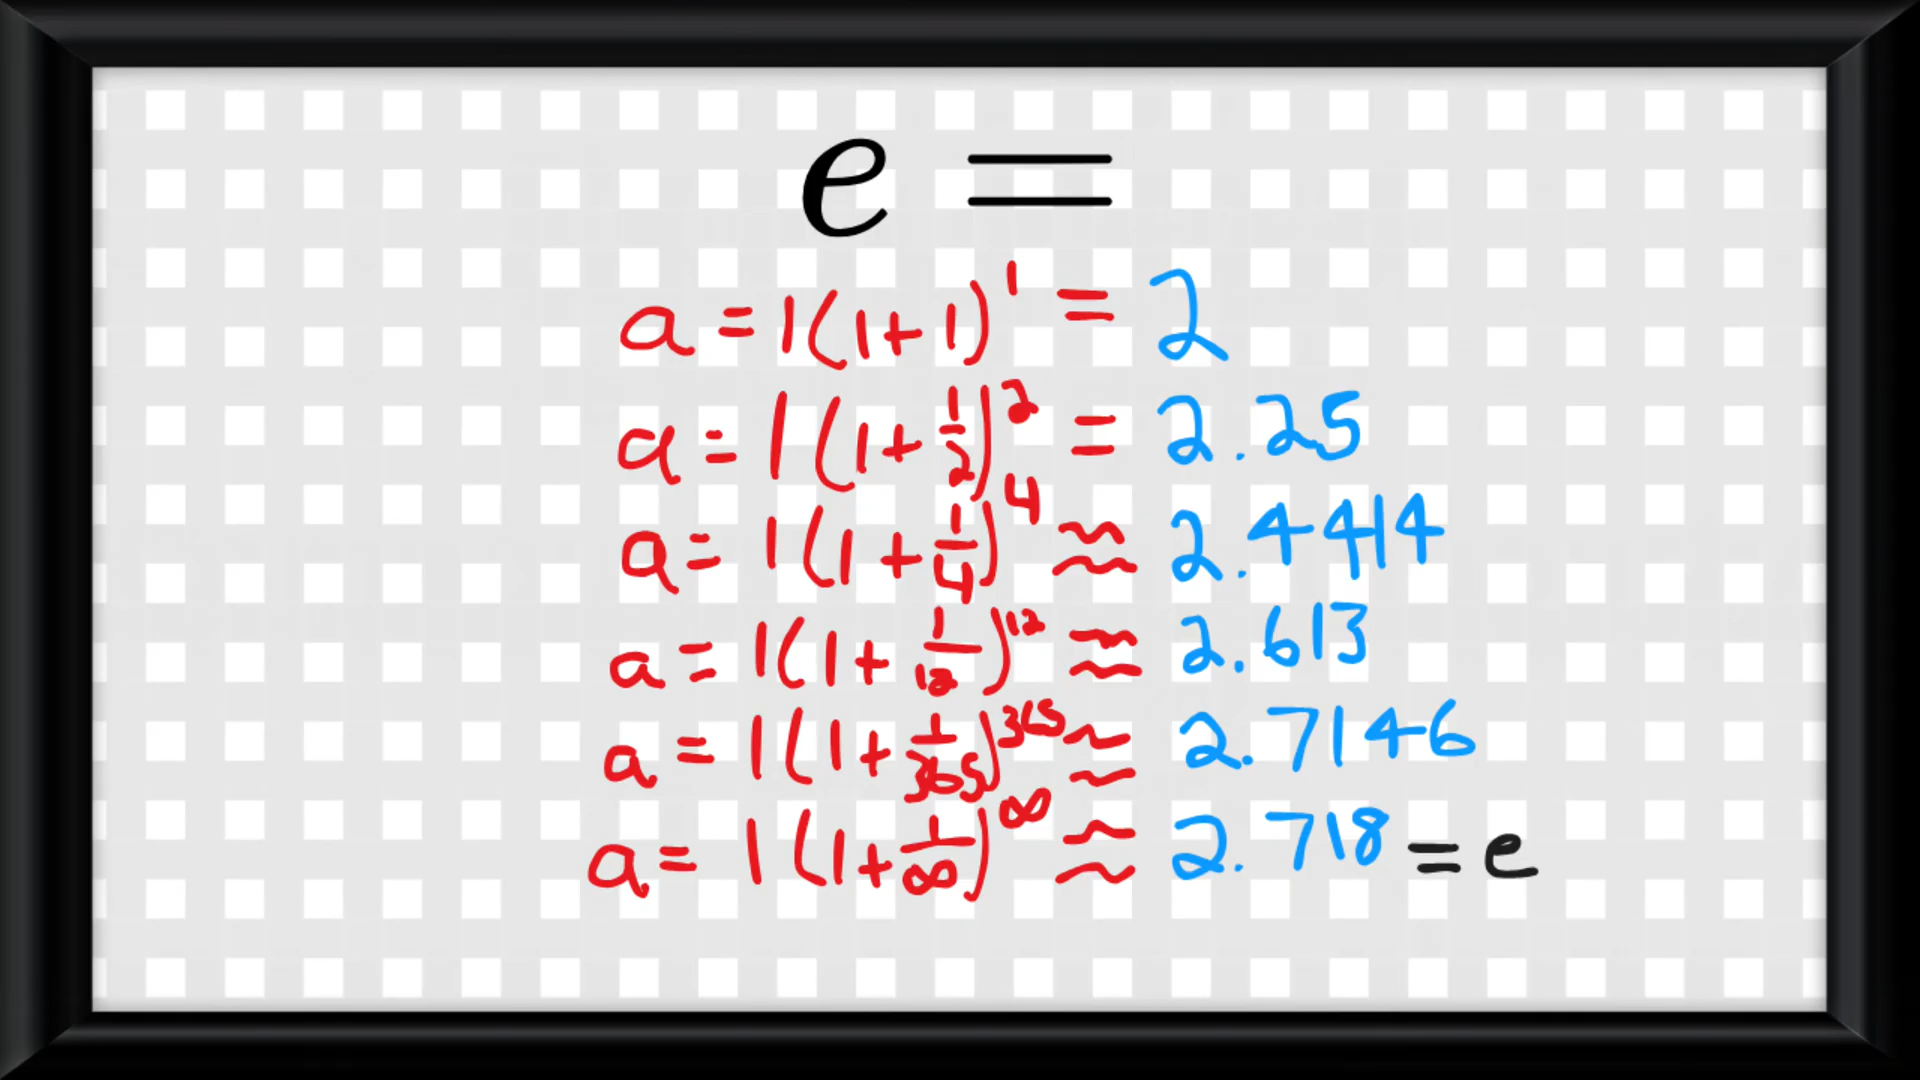 e =
a = 1(1+1)^1 = 2
a = 1(1+1/2)^2 = 2.25
a = 1(1+1/4)^4 ≈ 2.4414
a = 1(1+1/12)^12 ≈ 2.613
a = 1(1+1/365)^365 ≈ 2.7146
a = 1(1+1/∞)^∞ ≈ 2.718 = e